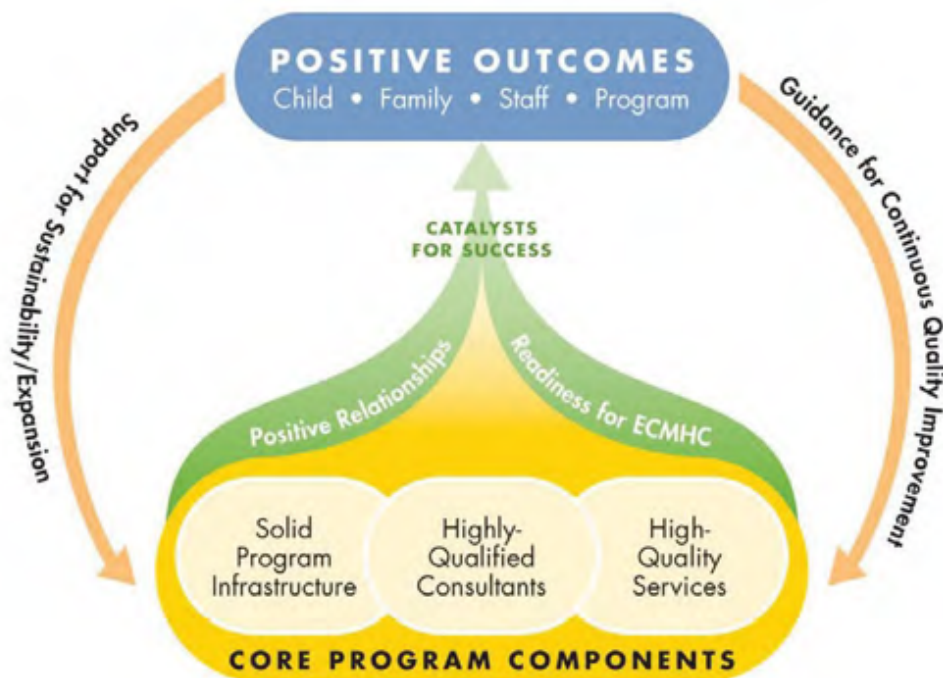 POSITIVE OUTCOMES
Child • Family • Staff • Program
Support for Sustainability/Expansion
Guidance for Continuous Quality Improvement
CATALYSTS
FOR SUCCESS
Positive Relationships
Readiness for ECMHC
Solid
Program
Infrastructure
Highly-
Qualified
Consultants
High-
Quality
Services
CORE PROGRAM COMPONENTS